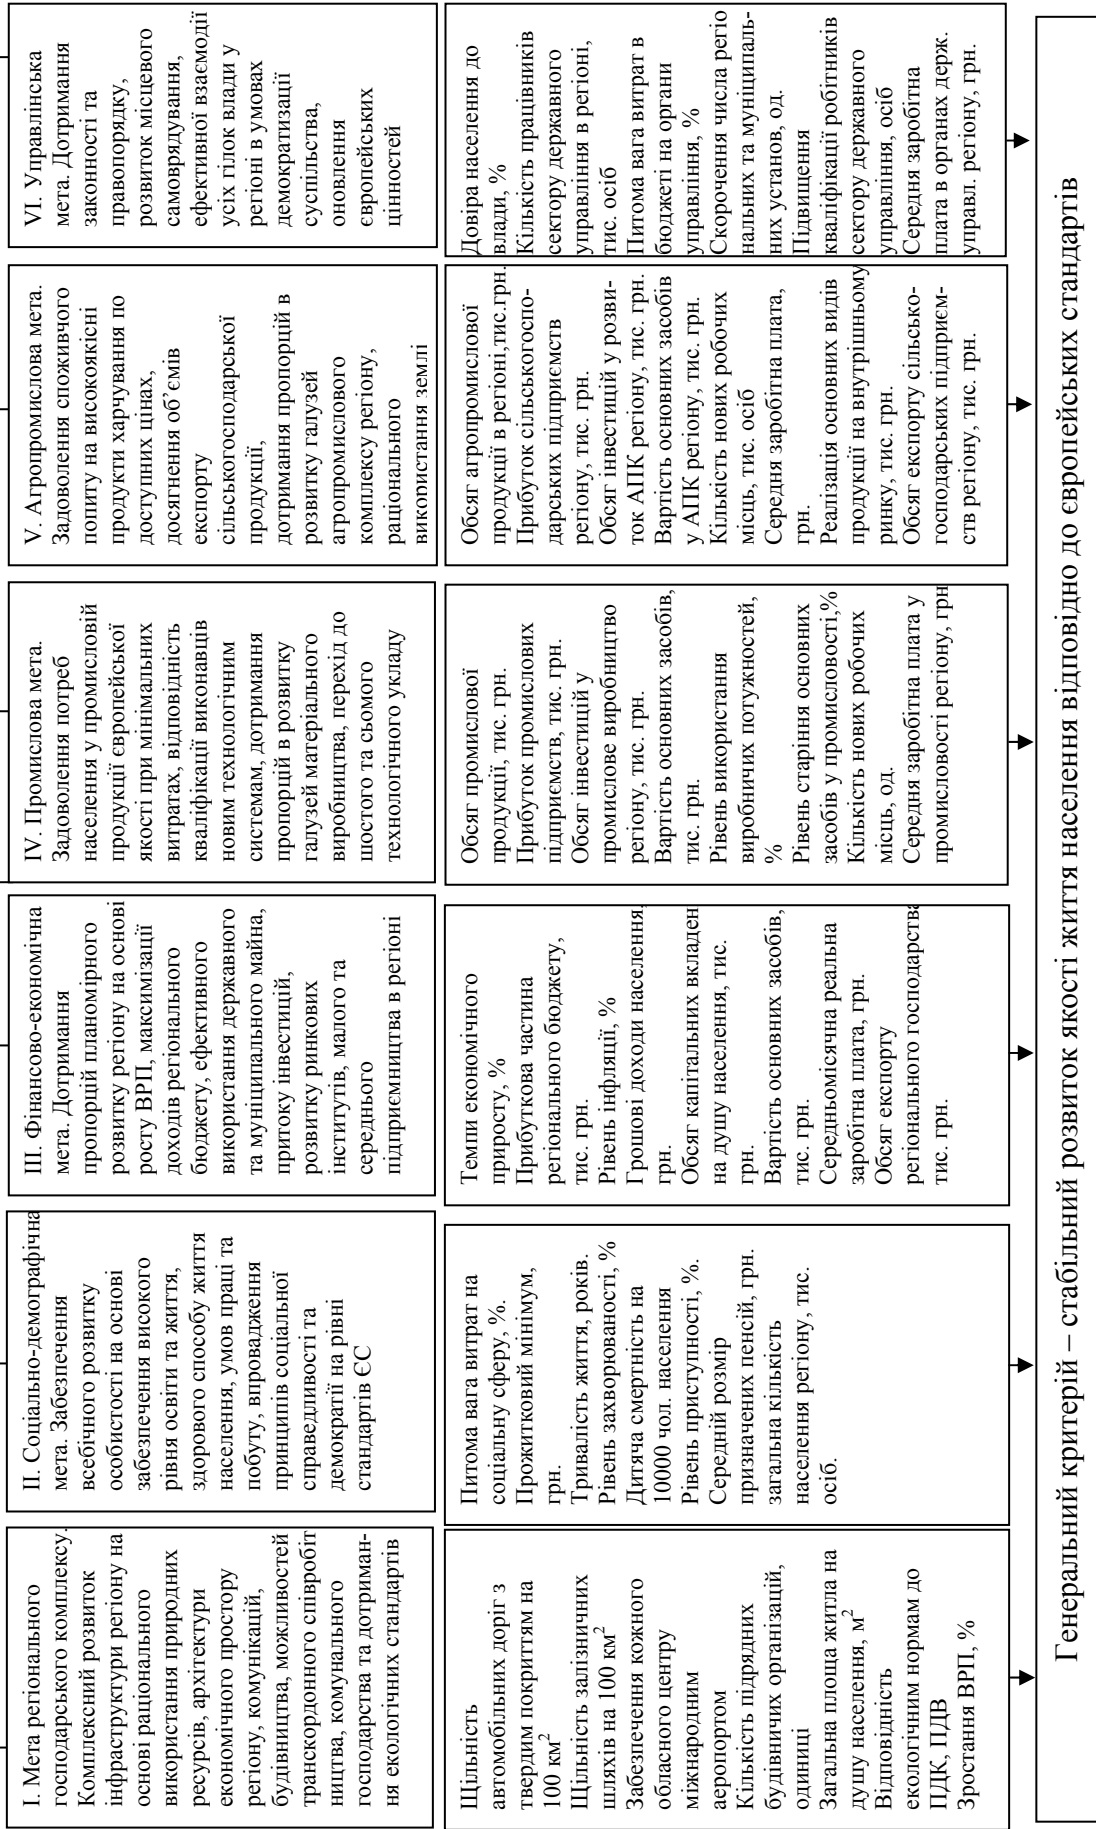 І. Мета регіонального
господарського комплексу.
Комплексний розвиток
інфраструктури регіону на
основі раціонального
використання природних
ресурсів, архітектури
економічного простору
регіону, комунікацій,
будівництва, можливостей
транскордонного співробіт
ництва, комунального
господарства та дотриман-
ня екологічних стандартів
ІІ. Соціально-демографічна
мета. Забезпечення
всебічного розвитку
особистості на основі
забезпечення високого
рівня освіти та життя,
здорового способу життя
населення, умов праці та
побуту, впровадження
принципів соціальної
справедливості та
демократії на рівні
стандартів ЄС
ІІІ. Фінансово-економічна
мета. Дотримання
пропорцій планомірного
розвитку регіону на основі
росту ВРП, максимізації
доходів регіонального
бюджету, ефективного
використання державного
та муніципального майна,
притоку інвестицій,
розвитку ринкових
інститутів, малого та
середнього
підприємництва в регіоні
IV. Промислова мета.
Задоволення потреб
населення у промисловій
продукції європейської
якості при мінімальних
витратах, відповідність
кваліфікації виконавців
новим технологічним
системам, дотримання
пропорцій в розвитку
галузей матеріального
виробництва, перехід до
шостого та сьомого
технологічного укладу
V. Агропромислова мета.
Задоволення споживчого
попиту на високоякісні
продукти харчування по
доступних цінах,
досягнення об'ємів
експорту
сільськогосподарської
продукції,
дотримання пропорцій в
розвитку галузей
агропромислового
комплексу регіону,
раціонального
використання землі
VI. Управлінська
мета. Дотримання
законності та
правопорядку,
розвиток місцевого
самоврядування,
ефективної взаємодії
усіх гілок влади у
регіоні в умовах
демократизації
суспільства,
оновлення
європейських
цінностей
Щільність
автомобільних доріг з
твердим покриттям на
100 км²
Щільність залізничних
шляхів на 100 км²
Забезпечення кожного
обласного центру
міжнародним
аеропортом
Кількість підрядних
будівничих організацій,
одиниці
Загальна площа житла на
душу населення, м²
Відповідність
екологічним нормам до
ПДК, ПДВ
Зростання ВРП, %
Питома вага витрат на
соціальну сферу, %.
Прожитковий мінімум,
грн.
Тривалість життя, років.
Рівень захворюваності, %
Дитяча смертність на
10000 чол. населення
Рівень приступності, %.
Середній розмір
призначених пенсій, грн.
загальна кількість
населення регіону, тис.
осіб.
Темпи економічного
приросту, %
Прибуткова частина
регіонального бюджету,
тис. грн.
Рівень інфляції, %
Грошові доходи населення,
грн.
Обсяг капітальних вкладен
на душу населення, тис.
грн.
Вартість основних засобів,
тис. грн.
Середньомісячна реальна
заробітна плата, грн.
Обсяг експорту
регіонального господарства
тис. грн.
Обсяг промислової
продукції, тис. грн.
Прибуток промислових
підприємств, тис. грн.
Обсяг інвестицій у
промислове виробництво
регіону, тис. грн.
Вартість основних засобів,
тис. грн.
Рівень використання
виробничих потужностей,
%
Рівень старіння основних
засобів у промисловості,%
Кількість нових робочих
місць, од.
Середня заробітна плата у
промисловості регіону, грн
Обсяг агропромислової
продукції в регіоні,тис.грн.
Прибуток сільськогоспо-
дарських підприємств
регіону, тис. грн.
Обсяг інвестицій у розви-
ток АПК регіону, тис. грн.
Вартість основних засобів
у АПК регіону, тис. грн.
Кількість нових робочих
місць, тис. осіб
Середня заробітна плата,
грн.
Реалізація основних видів
продукції на внутрішньому
ринку, тис. грн.
Обсяг експорту сільсько-
господарських підприєм-
ств регіону, тис. грн.
Довіра населення до
влади, %
Кількість працівників
сектору державного
управління в регіоні,
тис. осіб
Питома вага витрат в
бюджеті на органи
управління, %
Скорочення числа регіо
нальних та муніципаль-
них установ, од.
Підвищення
кваліфікації робітників
сектору державного
управління, осіб
Середня заробітна
плата в органах держ.
управл. регіону, грн.
Генеральний критерій – стабільний розвиток якості життя населення відповідно до європейських стандартів